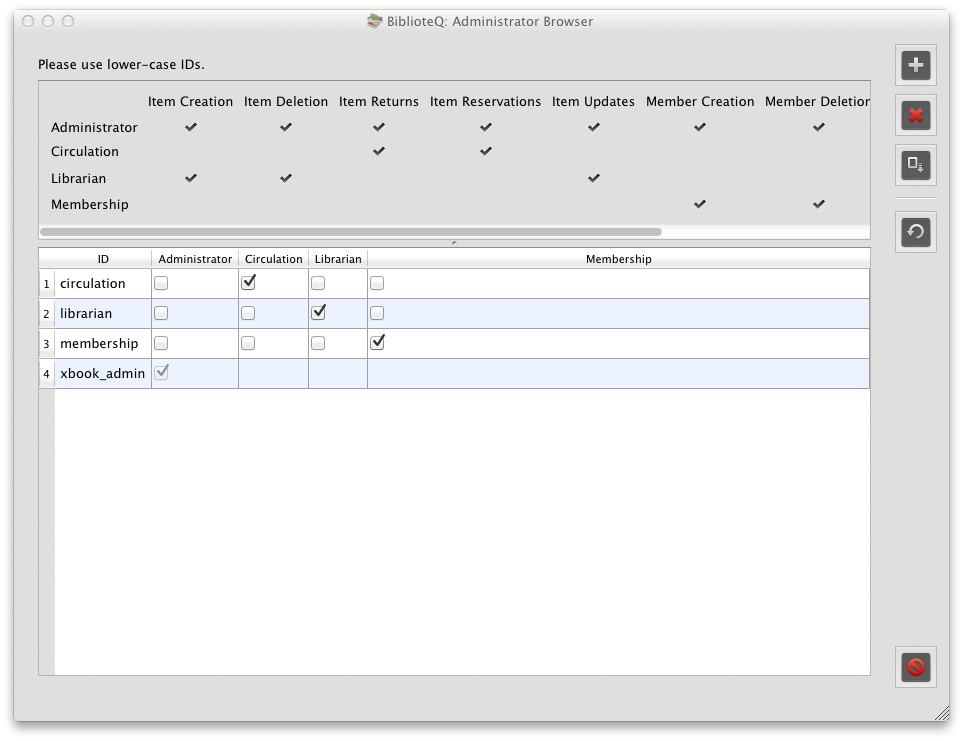 BiblioteQ: Administrator Browser
Please use lower-case IDs.
Item Creation Item Deletion Item Returns Item Reservations Item Updates Member Creation Member Deletion
Administrator
Circulation
Librarian
Membership
ID Administrator Circulation Librarian Membership
1 circulation
2 librarian
3 membership
4 xbook_admin